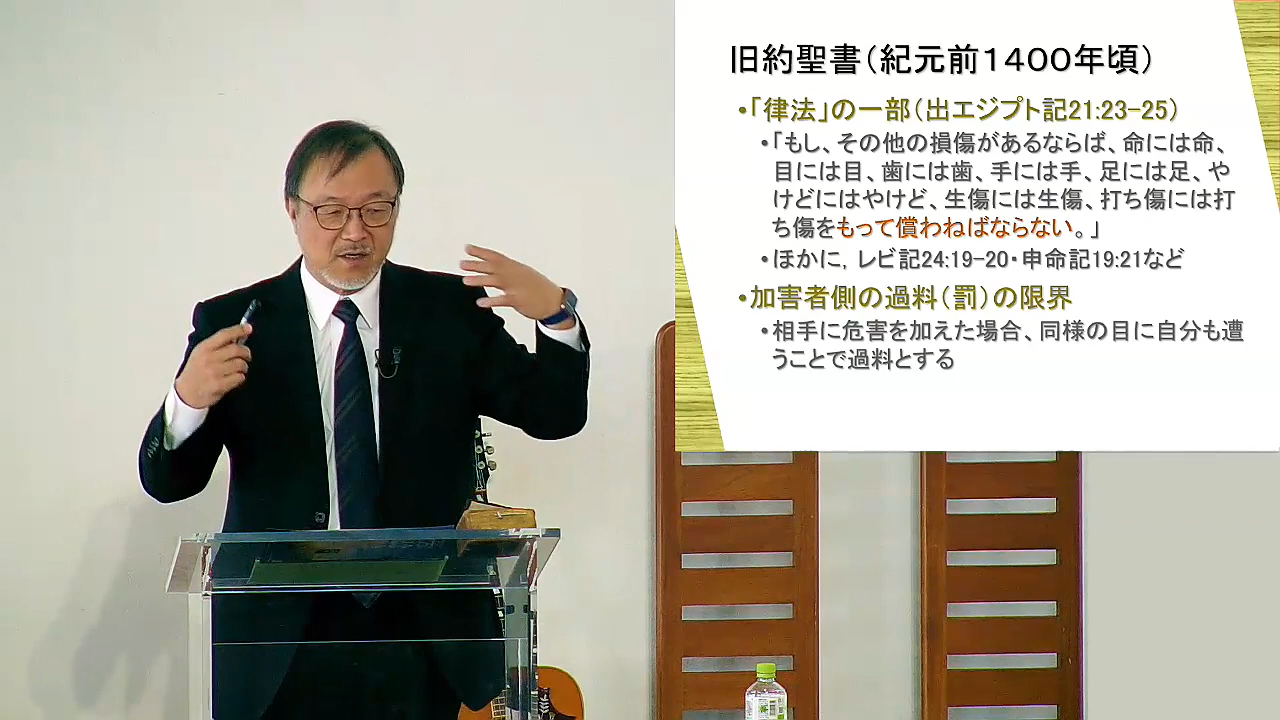 旧約聖書（紀元前１４００年頃）
•「律法」の一部（出エジプト記21:23-25）
•「もし、その他の損傷があるならば、命には命、
目には目、歯には歯、手には手、足には足、や
けどにはやけど、生傷には生傷、打ち傷には打
ち傷をもって償わねばならない。」
•ほかに，レビ記24:19-20・申命記19:21など
•加害者側の過料（罰）の限界
•相手に危害を加えた場合、同様の目に自分も遭
うことで過料とする